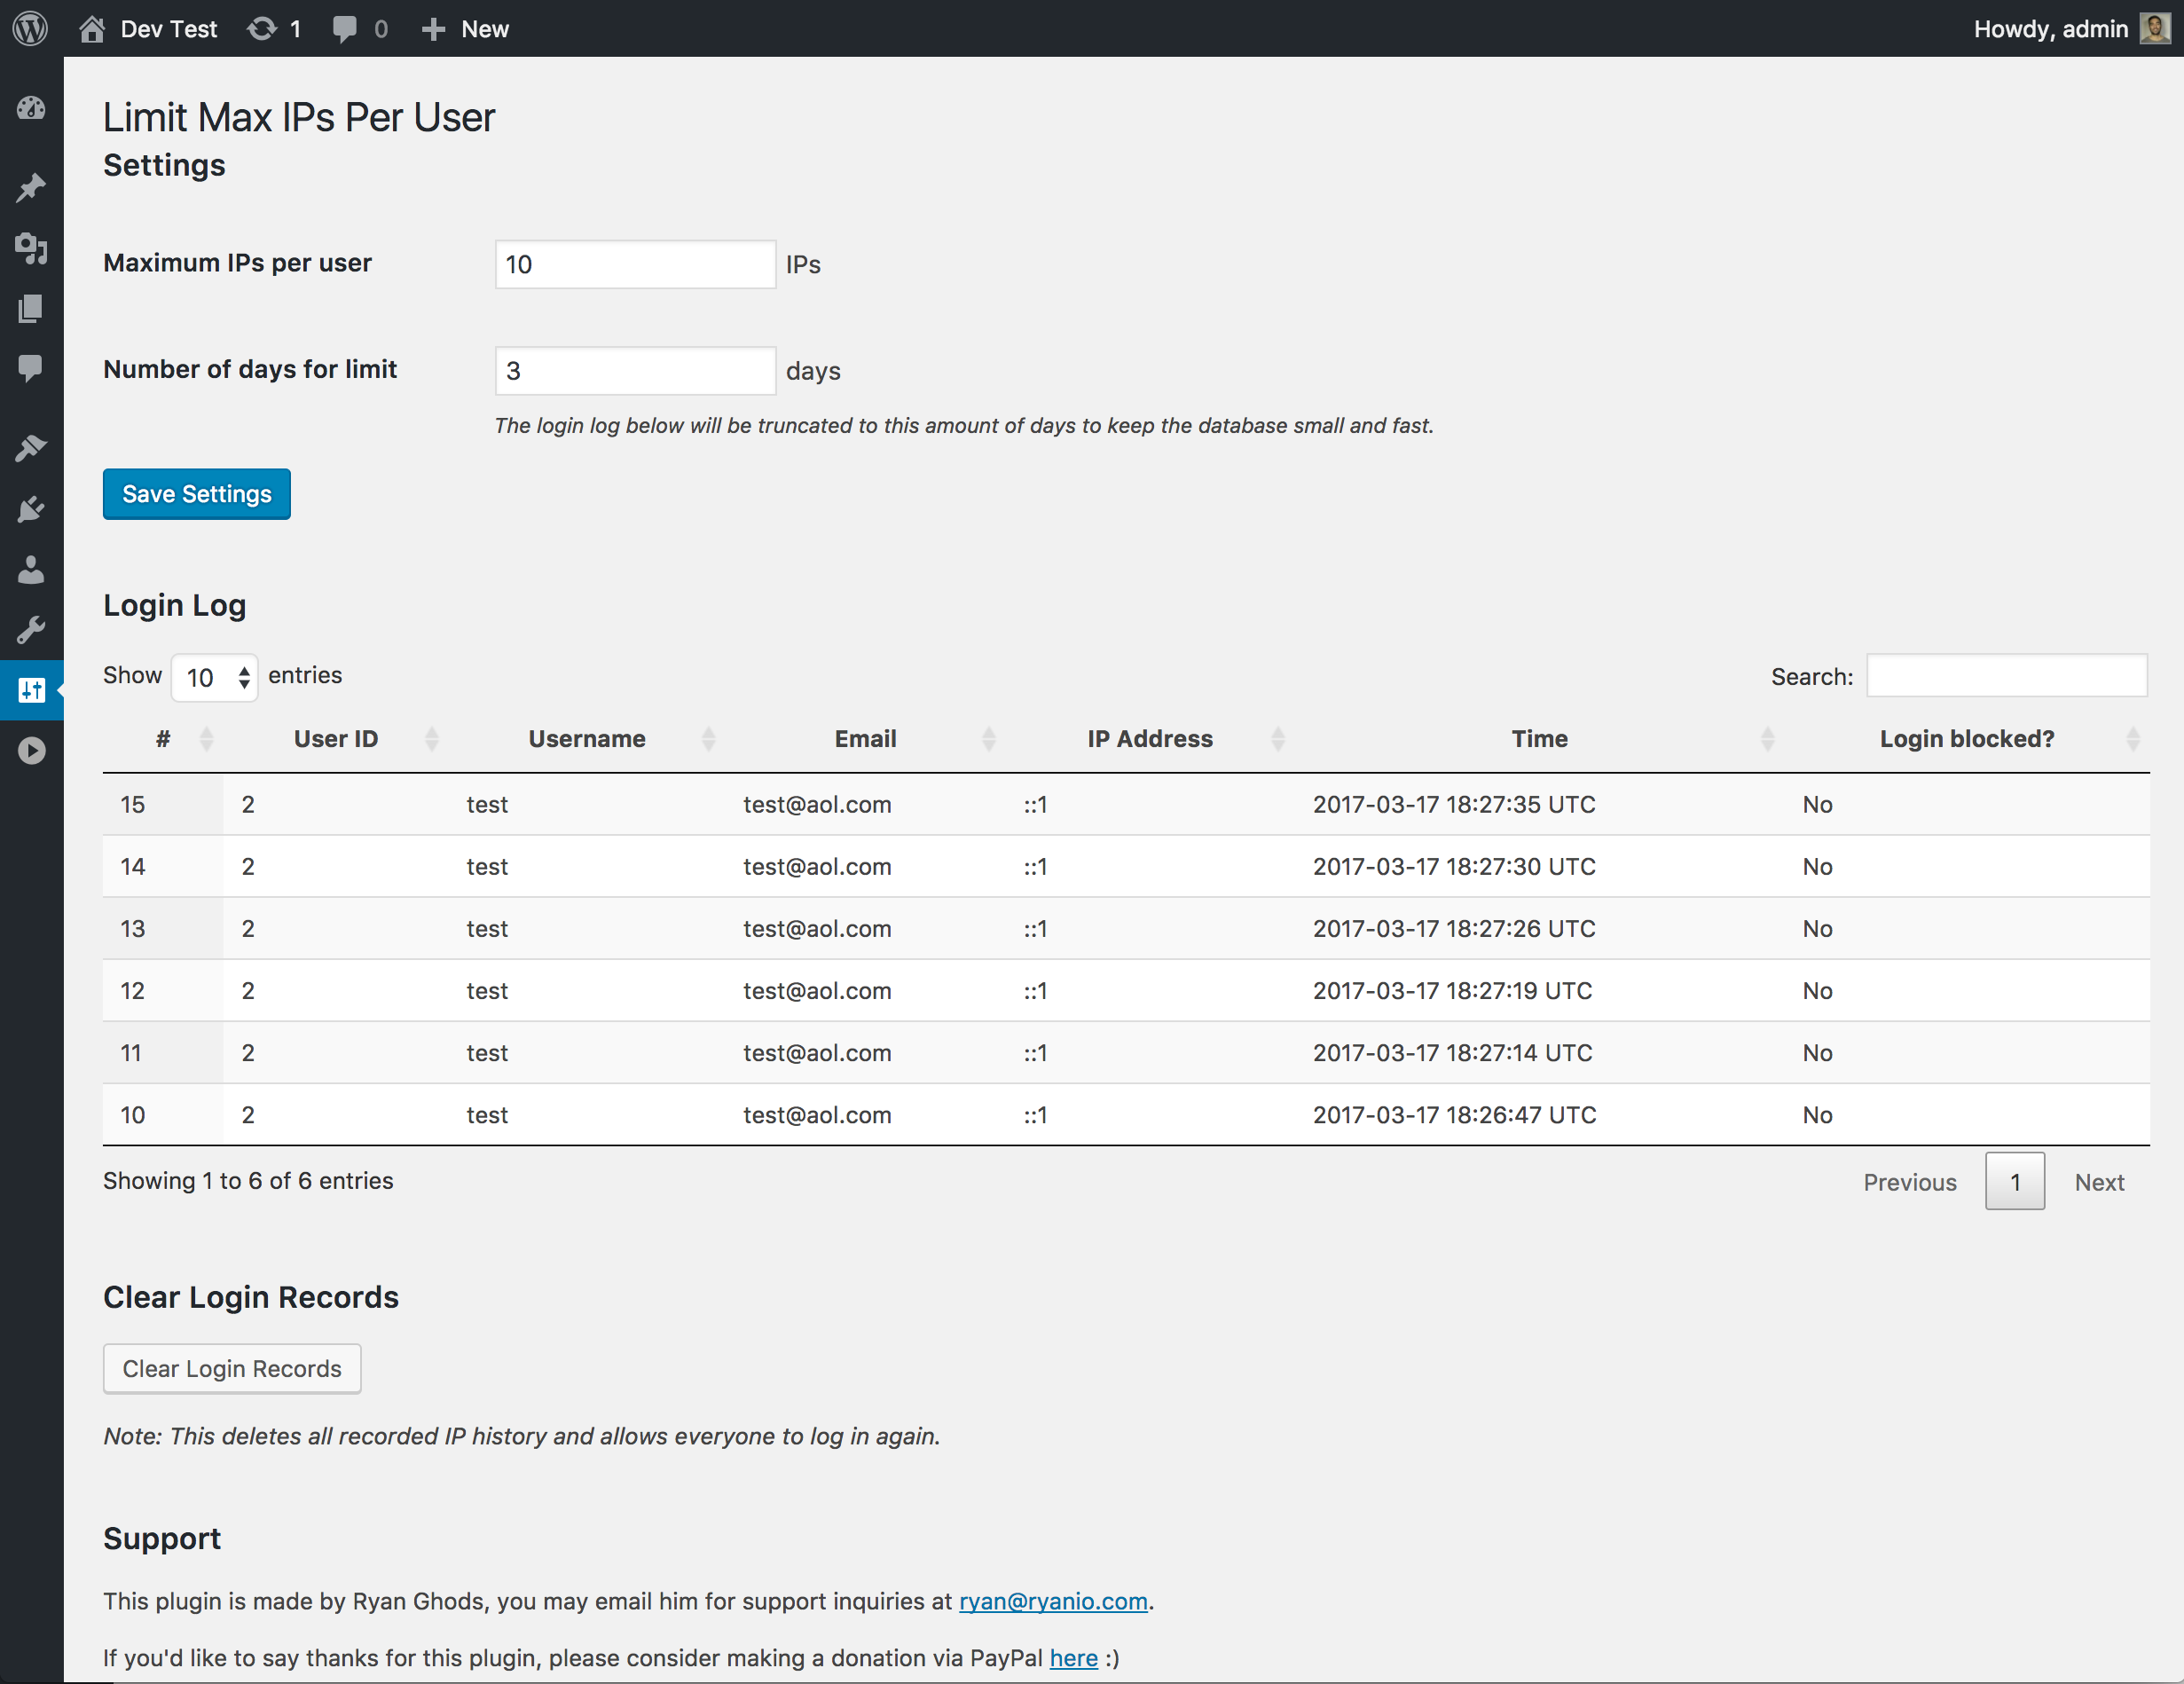 Dev Test 1 0 New Howdy, admin
Limit Max IPs Per User
Settings
Maximum IPs per user 10 IPs
Number of days for limit 3 days
The login log below will be truncated to this amount of days to keep the database small and fast.
Save Settings
Login Log
Show 10 entries Search:
# User ID Username Email IP Address Time Login blocked?
15 2 test test@aol.com ::1 2017-03-17 18:27:35 UTC No
14 2 test test@aol.com ::1 2017-03-17 18:27:30 UTC No
13 2 test test@aol.com ::1 2017-03-17 18:27:26 UTC No
12 2 test test@aol.com ::1 2017-03-17 18:27:19 UTC No
11 2 test test@aol.com ::1 2017-03-17 18:27:14 UTC No
10 2 test test@aol.com ::1 2017-03-17 18:26:47 UTC No
Showing 1 to 6 of 6 entries Previous 1 Next
Clear Login Records
Clear Login Records
Note: This deletes all recorded IP history and allows everyone to log in again.
Support
This plugin is made by Ryan Ghods, you may email him for support inquiries at ryan@ryanio.com.
If you'd like to say thanks for this plugin, please consider making a donation via PayPal here :)